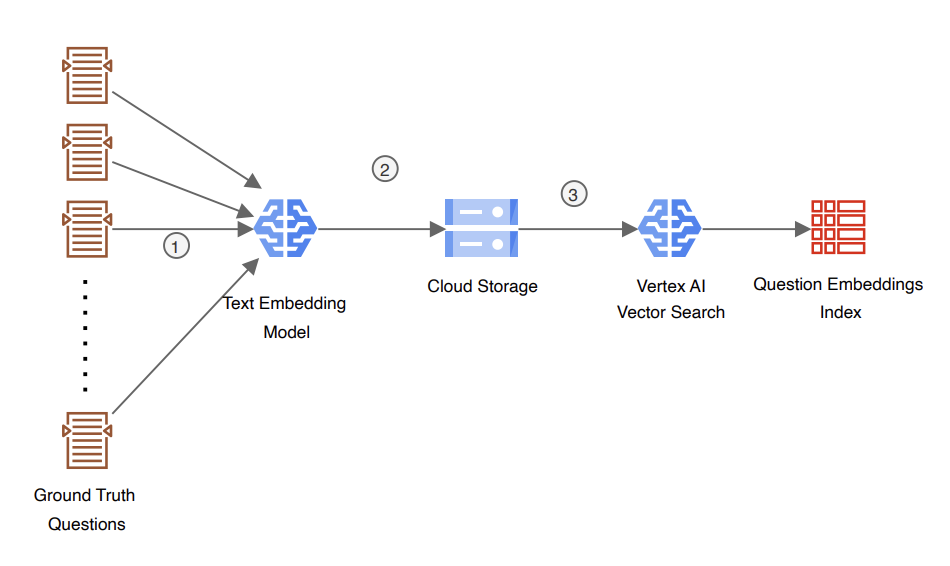 1
2
3
Text Embedding
Model
Cloud Storage
Vertex AI
Vector Search
Question Embeddings
Index
Ground Truth
Questions